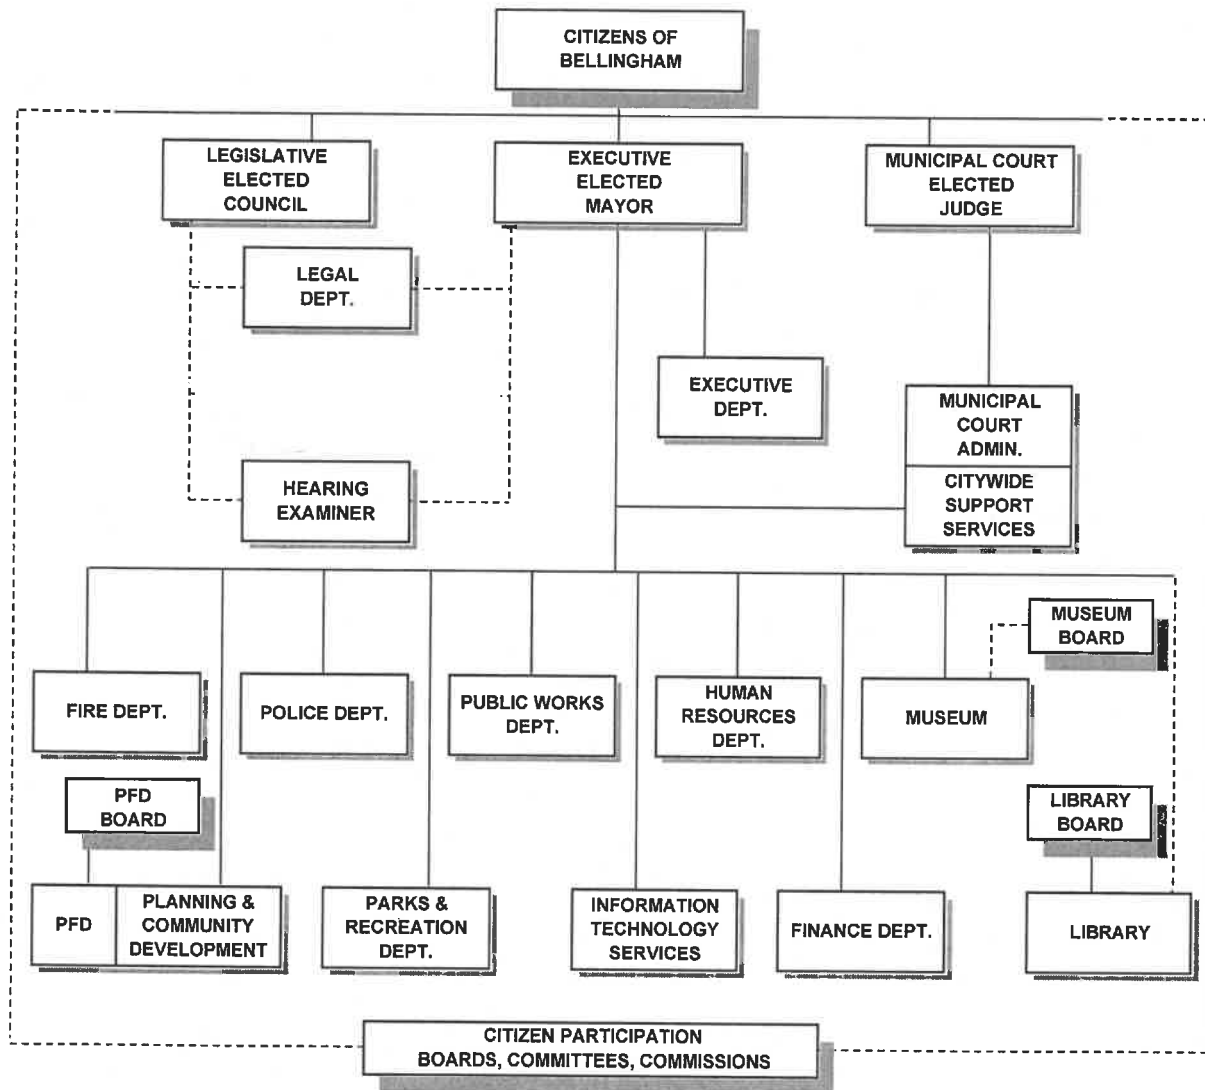 CITIZENS OF
BELLINGHAM
LEGISLATIVE
ELECTED
COUNCIL
EXECUTIVE
ELECTED
MAYOR
MUNICIPAL COURT
ELECTED
JUDGE
LEGAL
DEPT.
EXECUTIVE
DEPT.
MUNICIPAL
COURT
ADMIN.
CITYWIDE
SUPPORT
SERVICES
HEARING
EXAMINER
MUSEUM
BOARD
FIRE DEPT.
POLICE DEPT.
PUBLIC WORKS
DEPT.
HUMAN
RESOURCES
DEPT.
MUSEUM
PFD
BOARD
LIBRARY
BOARD
PFD
PLANNING &
COMMUNITY
DEVELOPMENT
PARKS &
RECREATION
DEPT.
INFORMATION
TECHNOLOGY
SERVICES
FINANCE DEPT.
LIBRARY
CITIZEN PARTICIPATION
BOARDS, COMMITTEES, COMMISSIONS